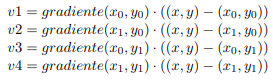 v1 = gradiente(x₀, y₀) · ((x, y) − (x₀, y₀))
v2 = gradiente(x₁, y₀) · ((x, y) − (x₁, y₀))
v3 = gradiente(x₀, y₁) · ((x, y) − (x₀, y₁))
v4 = gradiente(x₁, y₁) · ((x, y) − (x₁, y₁))